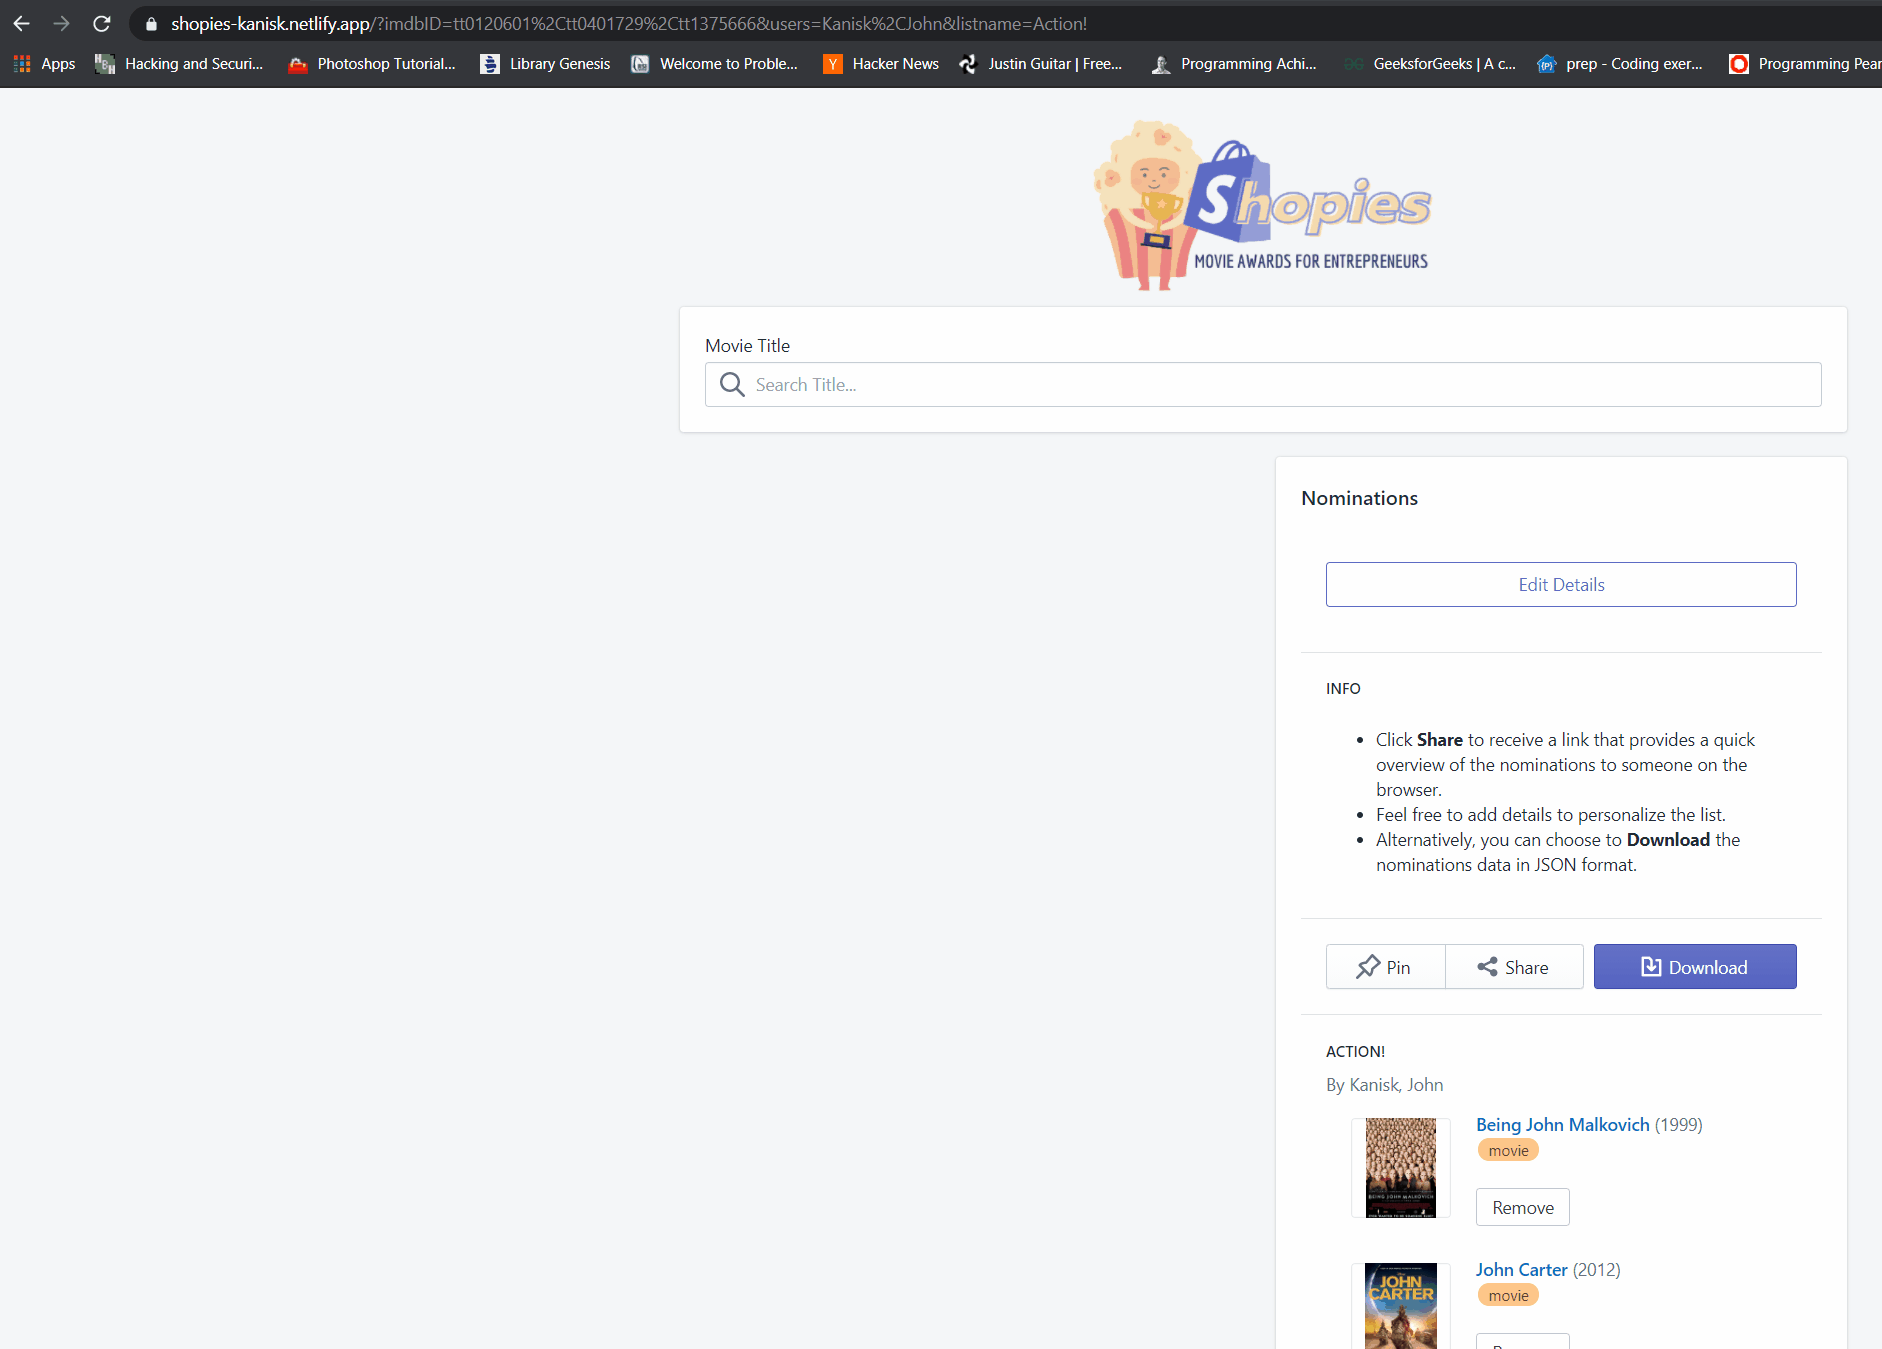 shopies-kanisk.netlify.app/?imdbID=tt0120601%2Ctt0401729%2Ctt1375666&users=Kanisk%2CJohn&listname=Action!
Apps Hacking and Securi... Photoshop Tutorial... Library Genesis Welcome to Proble... Hacker News Justin Guitar | Free... Programming Achi... GeeksforGeeks | A c... prep - Coding exer... Programming Pear
Shopies
MOVIE AWARDS FOR ENTREPRENEURS
Movie Title
Search Title...
Nominations
Edit Details
INFO
• Click Share to receive a link that provides a quick
overview of the nominations to someone on the
browser.
• Feel free to add details to personalize the list.
• Alternatively, you can choose to Download the
nominations data in JSON format.
Pin Share Download
ACTION!
By Kanisk, John
Being John Malkovich (1999)
movie
BEING JOHN MALKOVICH
Remove
John Carter (2012)
movie
JOHN
CARTER